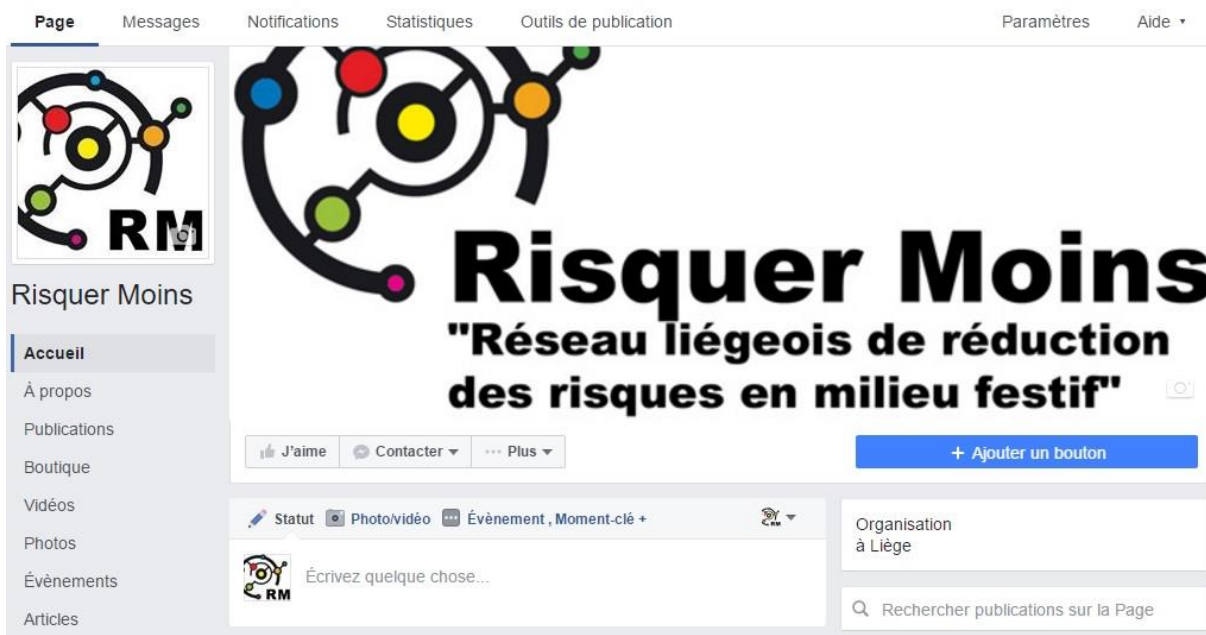 Page Messages Notifications Statistiques Outils de publication Paramètres Aide
RM
Risquer Moins
Accueil
À propos
Publications
Boutique
Vidéos
Photos
Évènements
Articles
Risquer Moins
"Réseau liégeois de réduction
des risques en milieu festif"
J'aime Contacter ... Plus
+ Ajouter un bouton
Statut Photo/vidéo Évènement , Moment-clé +
RM
RM
Écrivez quelque chose...
Organisation
à Liège
Rechercher publications sur la Page